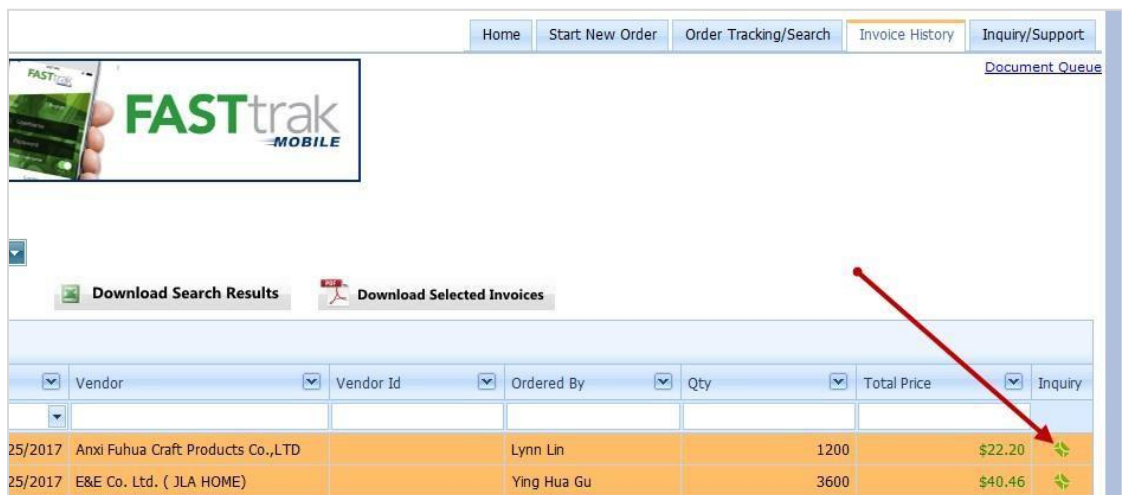 Home Start New Order Order Tracking/Search Invoice History Inquiry/Support
Document Queue
FASTtrak
FASTtrak
MOBILE
Download Search Results
PDF
Download Selected Invoices
Vendor Vendor Id Ordered By Qty Total Price Inquiry
25/2017 Anxi Fuhua Craft Products Co.,LTD Lynn Lin 1200 $22.20
25/2017 E&E Co. Ltd. ( JLA HOME) Ying Hua Gu 3600 $40.46